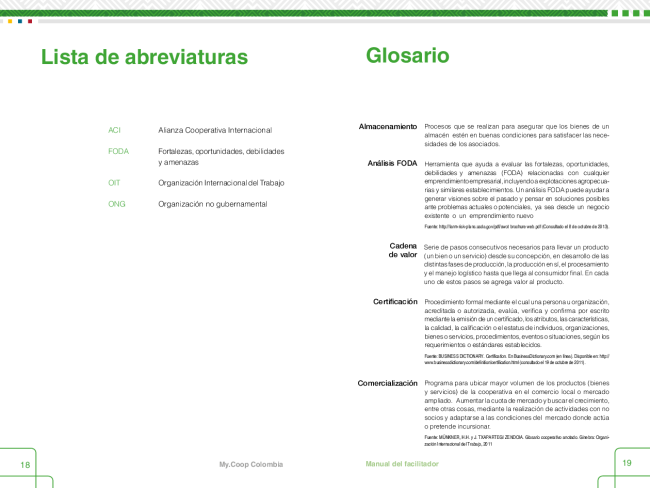 Lista de abreviaturas
ACI Alianza Cooperativa Internacional
FODA Fortalezas, oportunidades, debilidades
y amenazas
OIT Organización Internacional del Trabajo
ONG Organización no gubernamental
18
My.Coop Colombia
Glosario
Almacenamiento Procesos que se realizan para asegurar que los bienes de un
almacén estén en buenas condiciones para satisfacer las nece-
sidades de los asociados.
Análisis FODA Herramienta que ayuda a evaluar las fortalezas, oportunidades,
debilidades y amenazas (FODA) relacionadas con cualquier
emprendimiento empresarial, incluyendo a explotaciones agropecua-
rias y similares establecimientos. Un análisis FODA puede ayudar a
generar visiones sobre el pasado y pensar en soluciones posibles
ante problemas actuales o potenciales, ya sea desde un negocio
existente o un emprendimiento nuevo
(Consultado el 8 de octubre de 2013).
Cadena
de valor
Serie de pasos consecutivos necesarios para llevar un producto
(un bien o un servicio) desde su concepción, en desarrollo de las
distintas fases de producción, la producción en sí, el procesamiento
y el manejo logístico hasta que llega al consumidor final. En cada
uno de estos pasos se agrega valor al producto.
Certificación Procedimiento formal mediante el cual una persona u organización,
acreditada o autorizada, evalúa, verifica y confirma por escrito
mediante la emisión de un certificado, los atributos, las características,
la calidad, la calificación o el estatus de individuos, organizaciones,
bienes o servicios, procedimientos, eventos o situaciones, según los
requerimientos o estándares establecidos.
Fuente: BUSINESS DICTIONARY. Certification. En BusinessDictionary.com (en línea). Disponible en: http://
www.businessdictionary.com/definition/certification.html (consultado el 19 de octubre de 2011).
Comercialización Programa para ubicar mayor volumen de los productos (bienes
y servicios) de la cooperativa en el comercio local o mercado
ampliado. Aumentar la cuota de mercado y buscar el crecimiento,
entre otras cosas, mediante la realización de actividades con no
socios y adaptarse a las condiciones del mercado donde actúa
o pretende incursionar.
Fuente: MÜNKNER, H.H. y J. TXAPARTEGI ZENDOIA. Glosario cooperativo anotado. Ginebra: Organi-
zación Internacional del Trabajo, 2011
Manual del facilitador
19